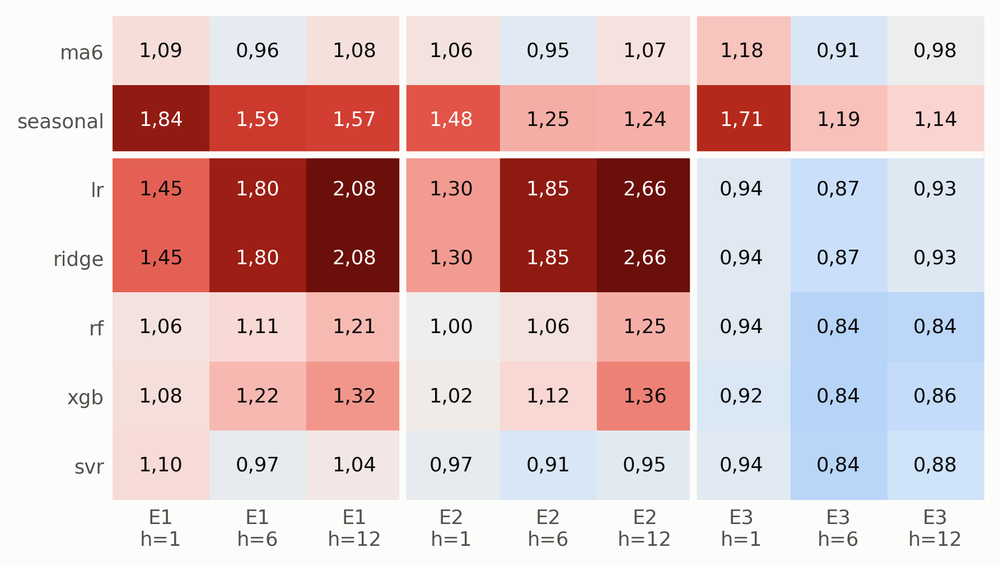 ma6 1,09 0,96 1,08 1,06 0,95 1,07 1,18 0,91 0,98
seasonal 1,84 1,59 1,57 1,48 1,25 1,24 1,71 1,19 1,14
lr 1,45 1,80 2,08 1,30 1,85 2,66 0,94 0,87 0,93
ridge 1,45 1,80 2,08 1,30 1,85 2,66 0,94 0,87 0,93
rf 1,06 1,11 1,21 1,00 1,06 1,25 0,94 0,84 0,84
xgb 1,08 1,22 1,32 1,02 1,12 1,36 0,92 0,84 0,86
svr 1,10 0,97 1,04 0,97 0,91 0,95 0,94 0,84 0,88
E1 E1 E1 E2 E2 E2 E3 E3 E3
h=1 h=6 h=12 h=1 h=6 h=12 h=1 h=6 h=12